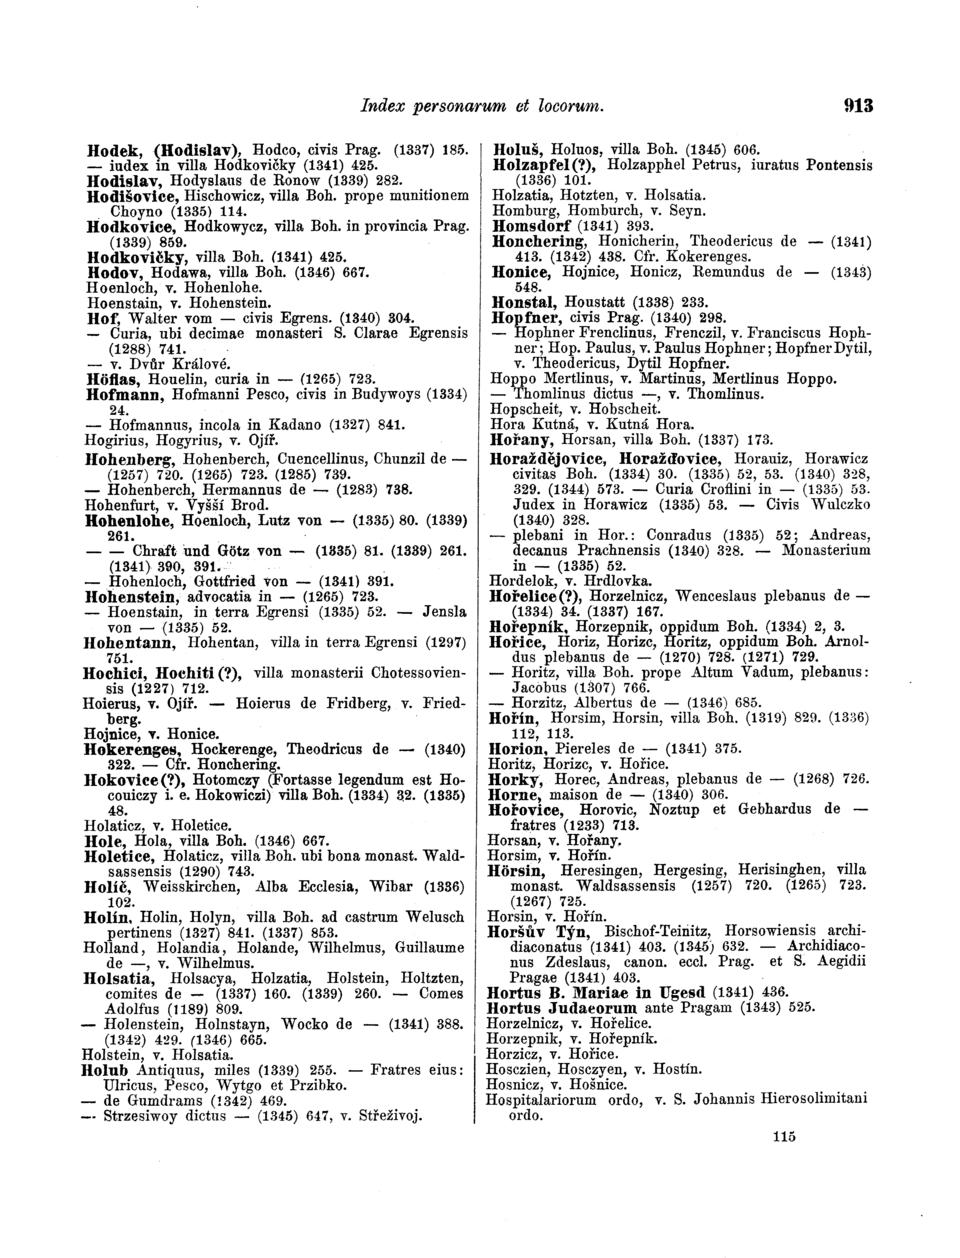 Index personarum et locorum.
913
Hodek, (Hodislav), Hodco, civis Prag. (1337) 185.
— iudex in villa Hodkovičky (1341) 425.
Hodislav, Hodyslaus de Ronow (1339) 282.
Hodišovice, Hischowicz, villa Boh. prope munitionem
Choyno (1335) 114.
Hodkovice, Hodkowycz, villa Boh. in provincia Prag.
(1339) 859.
Hodkovičky, villa Boh. (1341) 425.
Hodov, Hodawa, villa Boh. (1346) 667.
Hoenloch, v. Hohenlohe.
Hoenstain, v. Hohenstein.
Hof, Walter vom — civis Egrens. (1340) 304.
— Curia, ubi decimae monasteri S. Clarae Egrensis
(1288) 741.
— v. Dvůr Králové.
Höflas, Houelin, curia in — (1265) 723.
Hofmann, Hofmanni Pesco, civis in Budywoys (1334)
24.
— Hofmannus, incola in Kadano (1327) 841.
Hogirius, Hogyrius, v. Ojíř.
Hohenberg, Hohenberch, Cuencellinus, Chunzil de —
(1257) 720. (1265) 723. (1285) 739.
— Hohenberch, Hermannus de — (1283) 738.
Hohenfurt, v. Vyšší Brod.
Hohenlohe, Hoenloch, Lutz von — (1335) 80. (1339)
261.
— — Chraft und Götz von — (1335) 81. (1339) 261.
(1341) 390, 391.
— Hohenloch, Gottfried von — (1341) 391.
Hohenstein, advocatia in — (1265) 723.
— Hoenstain, in terra Egrensi (1335) 52. — Jensla
von — (1335) 52.
Hohentann, Hohentan, villa in terra Egrensi (1297)
751.
Hochici, Hochiti (?), villa monasterii Chotessovien-
sis (1227) 712.
Hoierus, v. Ojíř. — Hoierus de Fridberg, v. Fried-
berg.
Hojnice, v. Honice.
Hokerenges, Hockerenge, Theodricus de — (1340)
322. — Cfr. Honchering.
Hokovice (?), Hotomczy (Fortasse legendum est Ho-
couiczy i. e. Hokowiczi) villa Boh. (1334) 32. (1335)
48.
Holaticz, v. Holetice.
Hole, Hola, villa Boh. (1346) 667.
Holetice, Holaticz, villa Boh. ubi bona monast. Wald-
sassensis (1290) 743.
Holíč, Weisskirchen, Alba Ecclesia, Wibar (1336)
102.
Holín, Holin, Holyn, villa Boh. ad castrum Welusch
pertinens (1327) 841. (1337) 853.
Holland, Holandia, Holande, Wilhelmus, Guillaume
de —, v. Wilhelmus.
Holsatia, Holsacya, Holzatia, Holstein, Holtzten,
comites de — (1337) 160. (1339) 260. — Comes
Adolfus (1189) 809.
— Holenstein, Holnstayn, Wocko de — (1341) 388.
(1342) 429. (1346) 665.
Holstein, v. Holsatia.
Holub Antiquus, miles (1339) 255. — Fratres eius:
Ulricus, Pesco, Wytgo et Przibko.
— de Gumdrams (1342) 469.
— Strzesiwoy dictus — (1345) 647, v. Střeživoj.
Holuš, Holuos, villa Boh. (1345) 606.
Holzapfel (?), Holzapphel Petrus, iuratus Pontensis
(1336) 101.
Holzatia, Hotzten, v. Holsatia.
Homburg, Homburch, v. Seyn.
Homsdorf (1341) 393.
Honchering, Honicherin, Theodericus de — (1341)
413. (1342) 438. Cfr. Kokerenges.
Honice, Hojnice, Honicz, Remundus de — (1343)
548.
Honstal, Houstatt (1338) 233.
Hopfner, civis Prag. (1340) 298.
— Hophner Frenclinus, Frenczil, v. Franciscus Hoph-
ner; Hop. Paulus, v. Paulus Hophner; Hopfner Dytil,
v. Theodericus, Dytil Hopfner.
Hoppo Mertlinus, v. Martinus, Mertlinus Hoppo.
— Thomlinus dictus —, v. Thomlinus.
Hopscheit, v. Hobscheit.
Hora Kutná, v. Kutná Hora.
Hořany, Horsan, villa Boh. (1337) 173.
Horažďějovice, Horažďovice, Horauiz, Horawicz
civitas Boh. (1334) 30. (1335) 52, 53. (1340) 328,
329. (1344) 573. — Curia Croflini in — (1335) 53.
Judex in Horawicz (1335) 53. — Civis Wulczko
(1340) 328.
— plebani in Hor.: Conradus (1335) 52; Andreas,
decanus Prachnensis (1340) 328. — Monasterium
in — (1335) 52.
Hordelok, v. Hrdlovka.
Hořelice (?), Horzelnicz, Wenceslaus plebanus de —
(1334) 34. (1337) 167.
Hořepník, Horzepnik, oppidum Boh. (1334) 2, 3.
Hořice, Horiz, Horizc, Horitz, oppidum Boh. Arnol-
dus plebanus de — (1270) 728. (1271) 729.
— Horitz, villa Boh. prope Altum Vadum, plebanus:
Jacobus (1307) 766.
— Horzitz, Albertus de — (1346) 685.
Hořín, Horsim, Horsin, villa Boh. (1319) 829. (1336)
112, 113.
Horion, Piereles de — (1341) 375.
Horitz, Horizc, v. Hořice.
Horky, Horec, Andreas, plebanus de — (1268) 726.
Horne, maison de — (1340) 306.
Hořovice, Horovic, Noztup et Gebhardus de —
fratres (1233) 713.
Horsan, v. Hořany.
Horsim, v. Hořín.
Hörsin, Heresingen, Hergesing, Herisinghen, villa
monast. Waldsassensis (1257) 720. (1265) 723.
(1267) 725.
Horsin, v. Hořín.
Horšův Týn, Bischof-Teinitz, Horsowiensis archi-
diaconatus (1341) 403. (1345) 632. — Archidiaco-
nus Zdeslaus, canon. eccl. Prag. et S. Aegidii
Pragae (1341) 403.
Hortus B. Mariae in Ugesd (1341) 436.
Hortus Judaeorum ante Pragam (1343) 525.
Horzelnicz, v. Hořelice.
Horzepnik, v. Hořepník.
Horzicz, v. Hořice.
Hosczien, Hosczyen, v. Hostín.
Hosnicz, v. Hošnice.
Hospitalariorum ordo, v. S. Johannis Hierosolimitani
ordo.
115